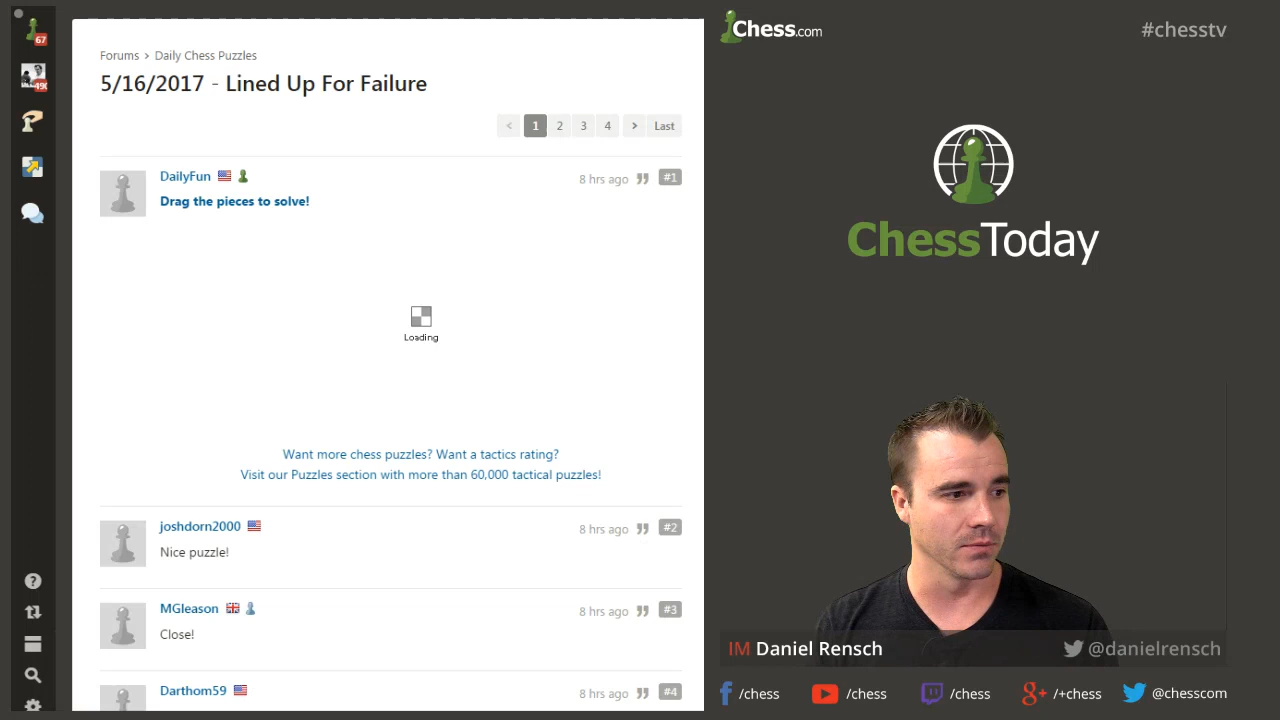 67
Forums > Daily Chess Puzzles
5/16/2017 - Lined Up For Failure
< 1 2 3 4 > Last
DailyFun
8 hrs ago #1
Drag the pieces to solve!
Loading
Want more chess puzzles? Want a tactics rating?
Visit our Puzzles section with more than 60,000 tactical puzzles!
joshdorn2000
8 hrs ago #2
Nice puzzle!
MGleason
8 hrs ago #3
Close!
Darthom59
8 hrs ago #4
Chess.com
#chesstv
ChessToday
IM Daniel Rensch
@danielrensch
/chess
/chess
/chess
/+chess
@chesscom